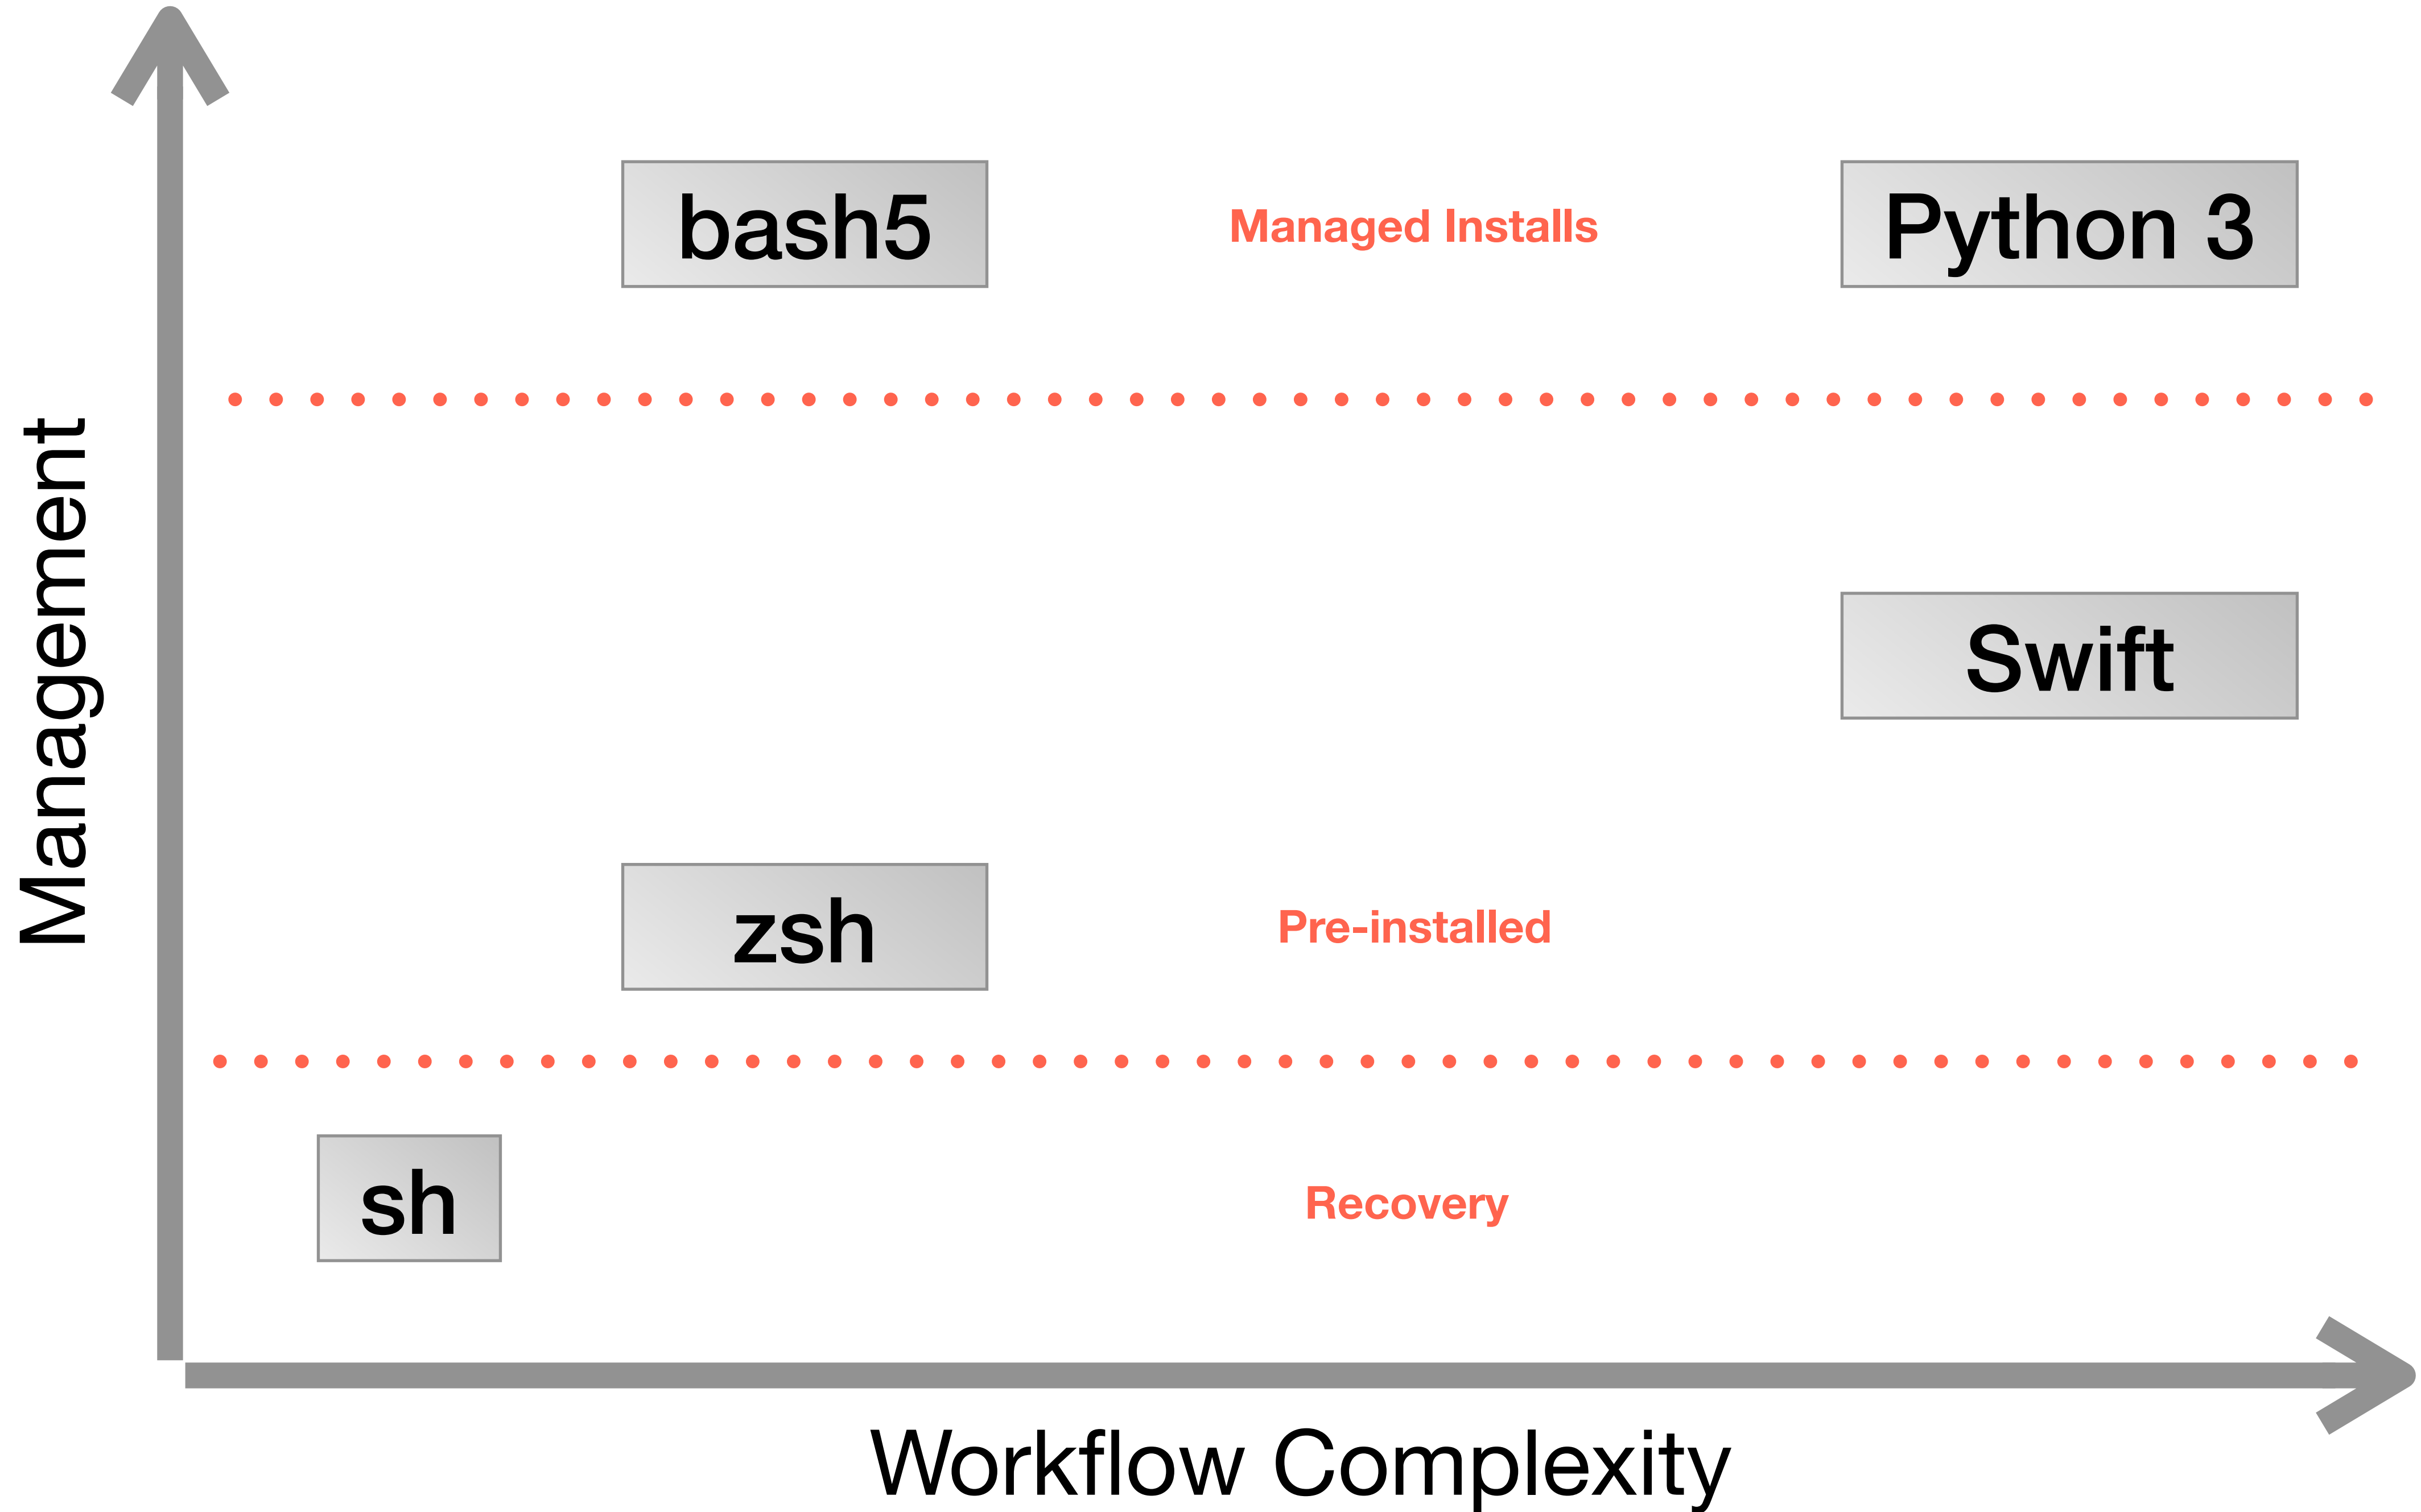 bash5
Managed Installs
Python 3
Management
Swift
zsh
Pre-installed
sh
Recovery
Workflow Complexity